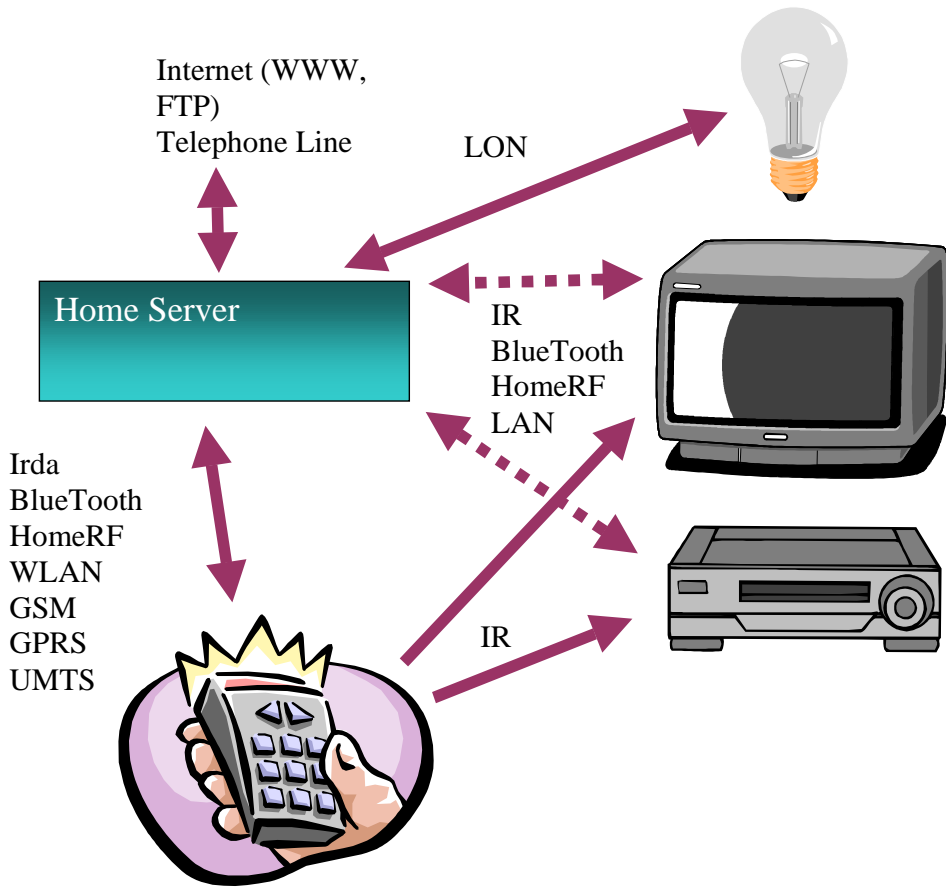 Internet (WWW,
FTP)
Telephone Line
LON
Home Server
IR
BlueTooth
HomeRF
LAN
Irda
BlueTooth
HomeRF
WLAN
GSM
GPRS
UMTS
IR